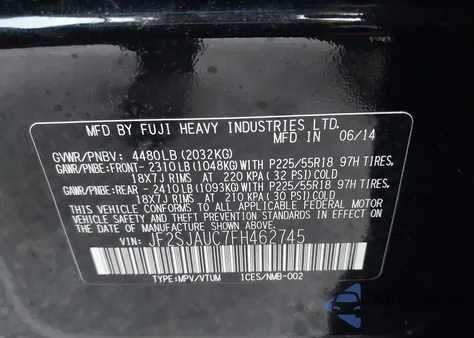 MFD BY FUJI HEAVY INDUSTRIES LTD.
MFD IN 06/14
GVWR/PNBV: 4480LB (2032KG)
GAWR/PNBE:FRONT- 2310LB(1048KG)WITH P225/55R18 97H TIRES,
18X7J RIMS AT 220 KPA (32 PSI)COLD
GAWR/PNBE:REAR - 2410LB(1093KG)WITH P225/55R18 97H TIRES,
18X7J RIMS AT 210 KPA (30 PSI)COLD
THIS VEHICLE CONFORMS TO ALL APPLICABLE FEDERAL MOTOR
VEHICLE SAFETY AND THEFT PREVENTION STANDARDS IN EFFECT ON THE
DATE OF MANUFACTURE SHOWN ABOVE.
VIN: JF2SJAUC7FH462745
TYPE:MPV/VTUM ICES/NMB-002